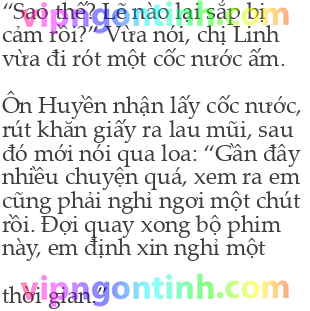 “Sao thế? Lẽ nào lại sắp bị
vipngontinh.com
cảm rồi?” Vừa nói, chị Linh
vừa đi rót một cốc nước ấm.
Ôn Huyền nhận lấy cốc nước,
rút khăn giấy ra lau mũi, sau
đó mới nói qua loa: “Gần đây
nhiều chuyện quá, xem ra em
cũng phải nghỉ ngơi một chút
rồi. Đợi quay xong bộ phim
này, em định xin nghỉ một
vipngontinh.com
thời gian.”